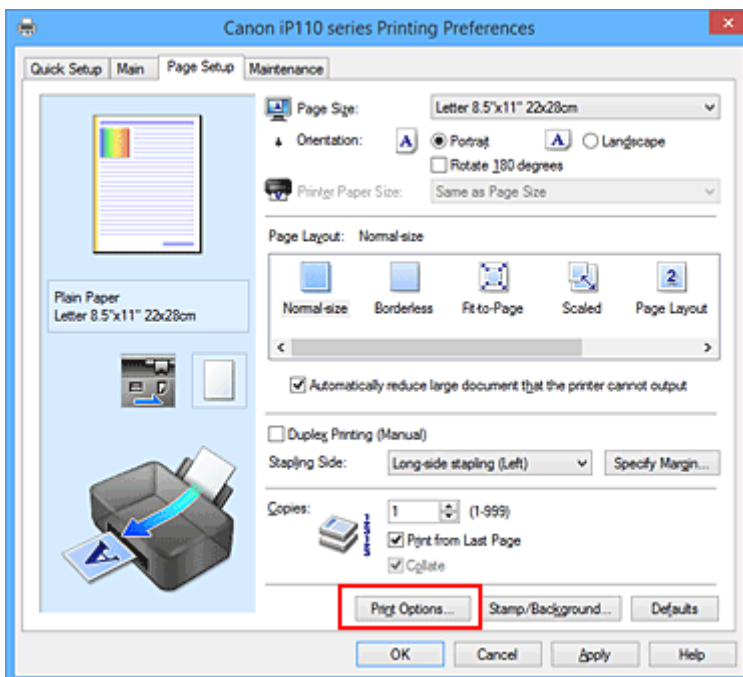 Canon iP110 series Printing Preferences
Quick Setup Main Page Setup Maintenance
Page Size: Letter 8.5"x11" 22x28cm
Orientation: A Portrait A Landscape
Rotate 180 degrees
Printer Paper Size: Same as Page Size
Page Layout: Normal-size
2
Normal-size Borderless Fit-to-Page Scaled Page Layout
Plain Paper
Letter 8.5"x11" 22x28cm
Automatically reduce large document that the printer cannot output
Duplex Printing (Manual)
Stapling Side: Long-side stapling (Left) Specify Margin...
Copies: 1 (1-999)
Print from Last Page
Collate
A
Print Options... Stamp/Background... Defaults
OK Cancel Apply Help